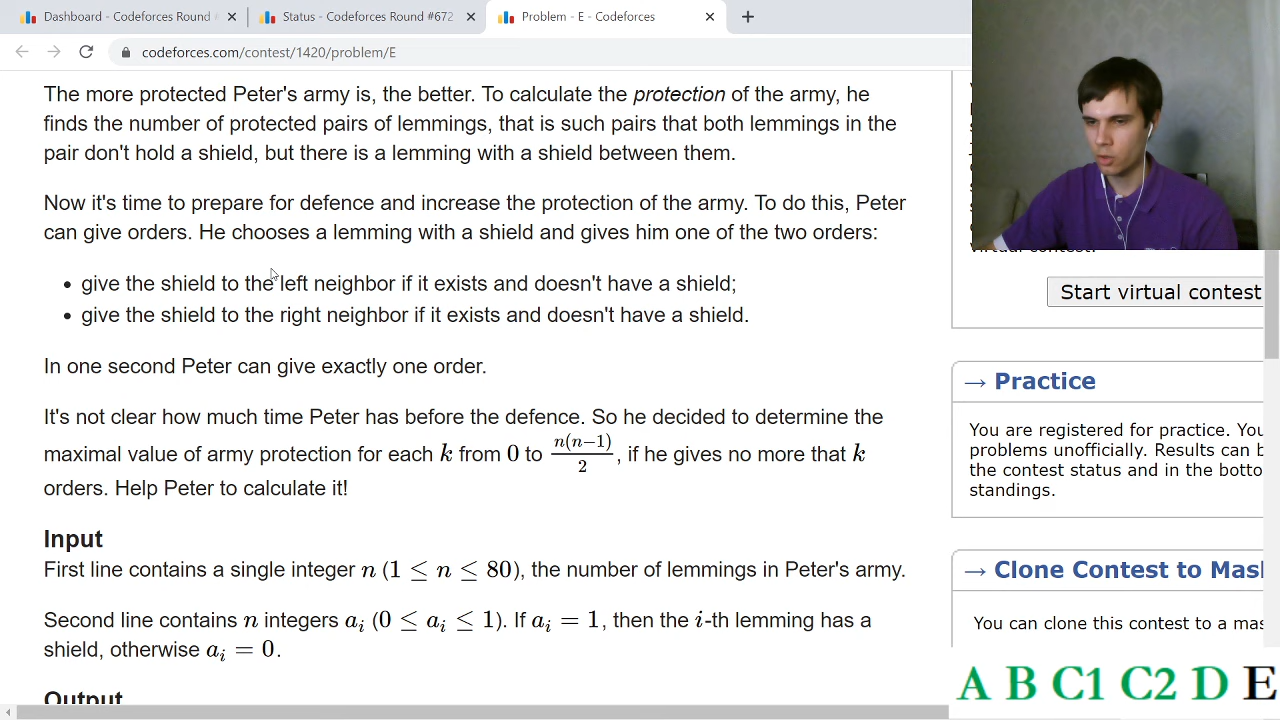 Dashboard - Codeforces Round
Status - Codeforces Round #672
Problem - E - Codeforces
codeforces.com/contest/1420/problem/E
The more protected Peter's army is, the better. To calculate the protection of the army, he
finds the number of protected pairs of lemmings, that is such pairs that both lemmings in the
pair don't hold a shield, but there is a lemming with a shield between them.
Now it's time to prepare for defence and increase the protection of the army. To do this, Peter
can give orders. He chooses a lemming with a shield and gives him one of the two orders:
• give the shield to the left neighbor if it exists and doesn't have a shield;
• give the shield to the right neighbor if it exists and doesn't have a shield.
In one second Peter can give exactly one order.
It's not clear how much time Peter has before the defence. So he decided to determine the
maximal value of army protection for each k from 0 to n(n−1)/2, if he gives no more that k
orders. Help Peter to calculate it!
Input
First line contains a single integer n (1 ≤ n ≤ 80), the number of lemmings in Peter's army.
Second line contains n integers aᵢ (0 ≤ aᵢ ≤ 1). If aᵢ = 1, then the i-th lemming has a
shield, otherwise aᵢ = 0.
Output
virtual contest.
Start virtual contest
→ Practice
You are registered for practice. You
problems unofficially. Results can b
the contest status and in the botto
standings.
→ Clone Contest to Mas
You can clone this contest to a mas
A B C1 C2 D E